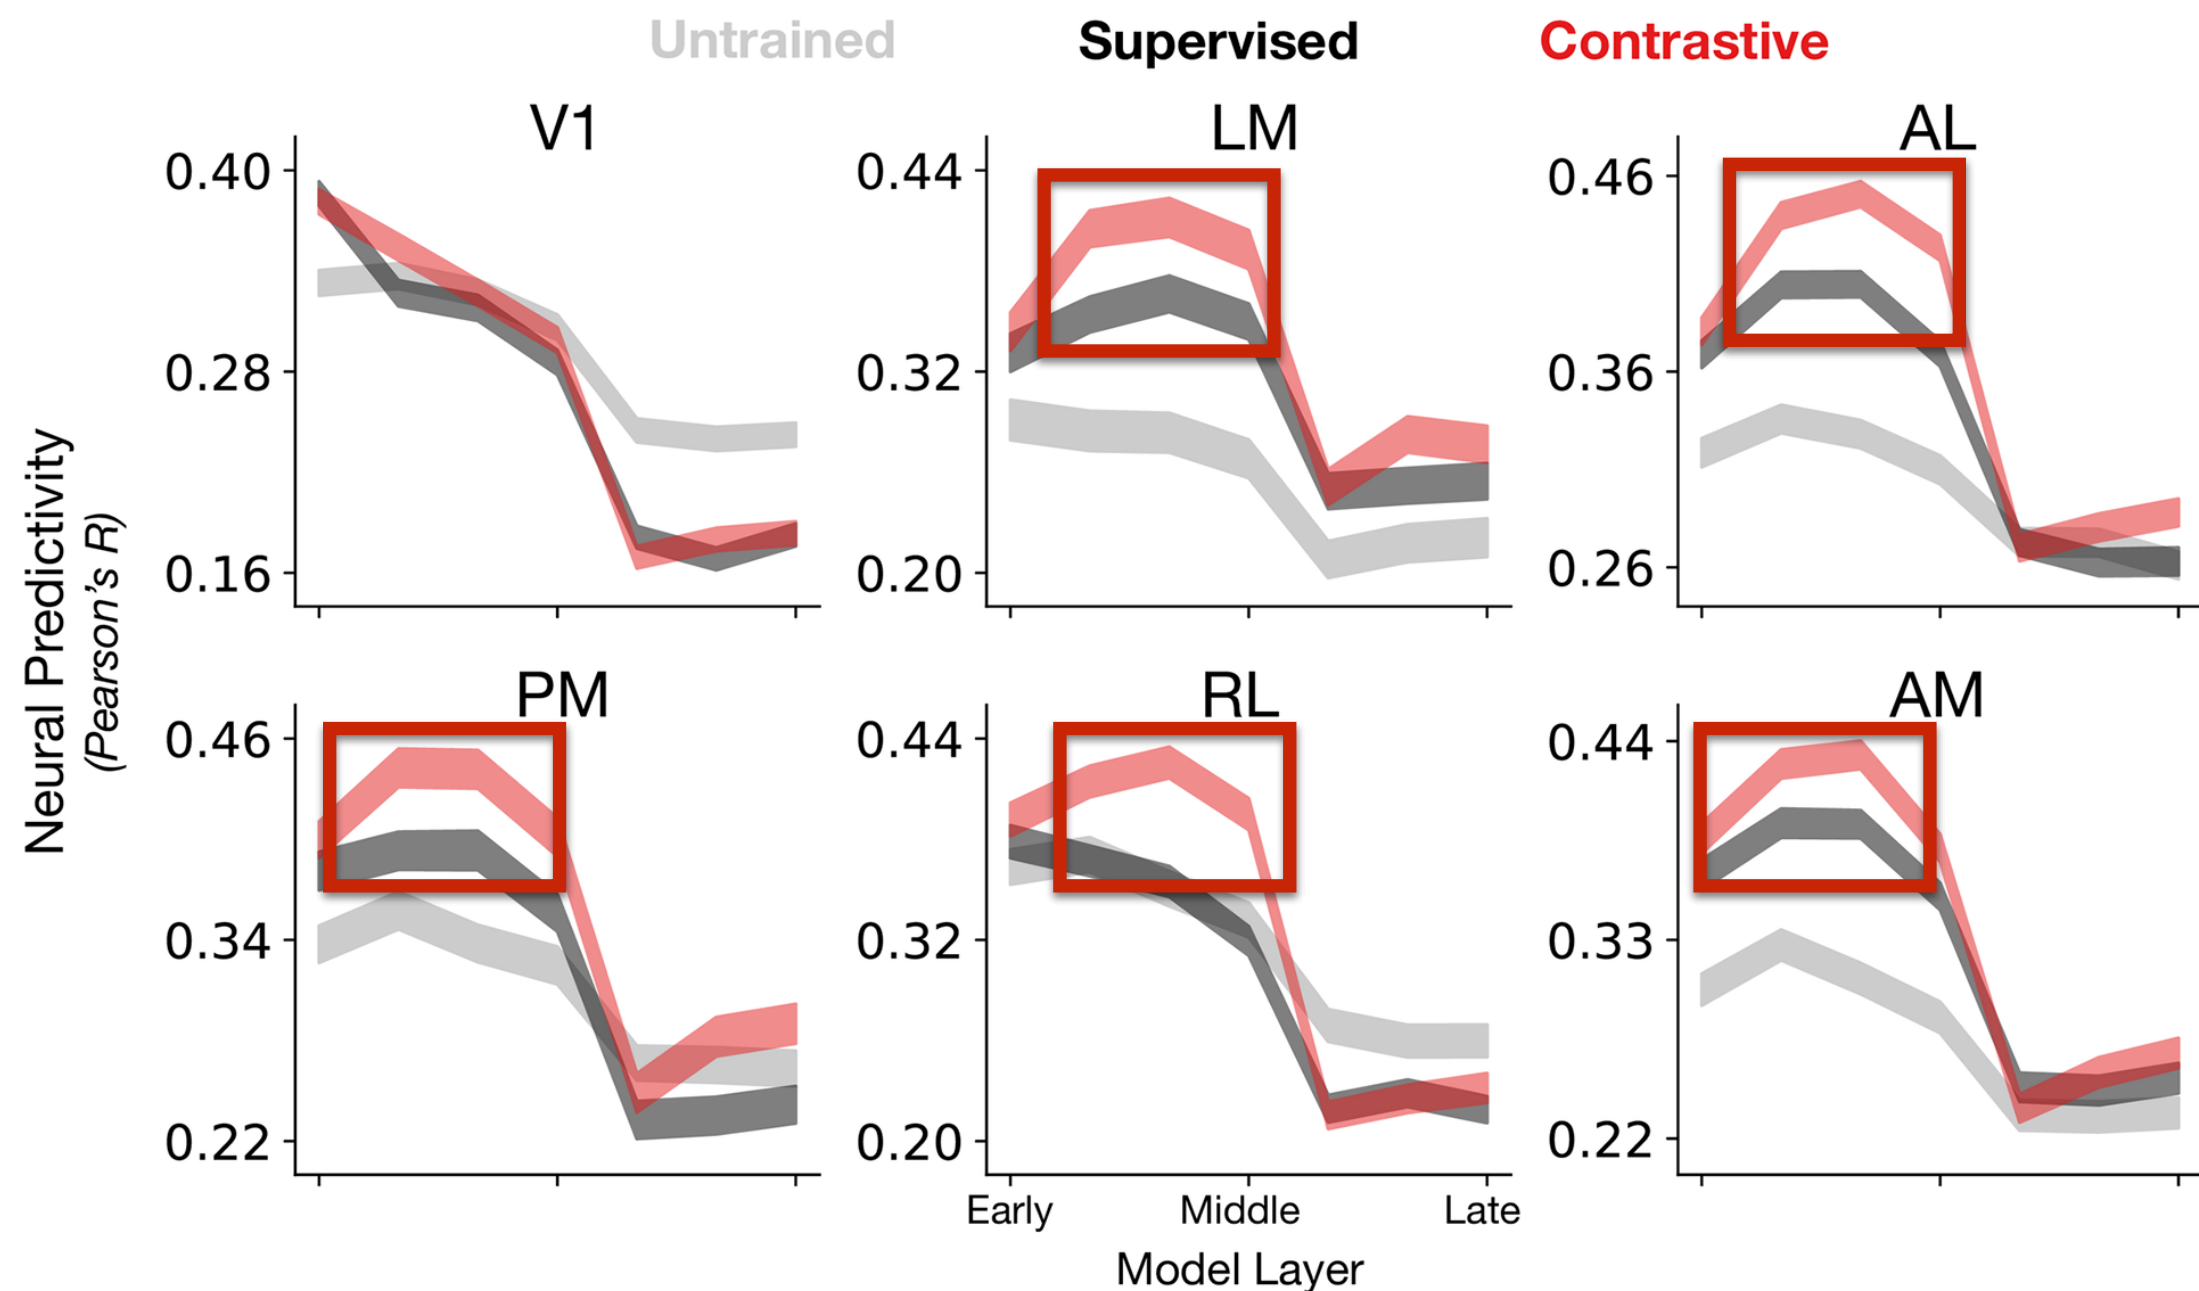 Untrained Supervised Contrastive
V1 LM AL
0.40 0.44 0.46
0.28 0.32 0.36
0.16 0.20 0.26
PM RL AM
0.46 0.44 0.44
0.34 0.32 0.33
0.22 0.20 0.22
Neural Predictivity
(Pearson's R)
Early Middle Late
Model Layer